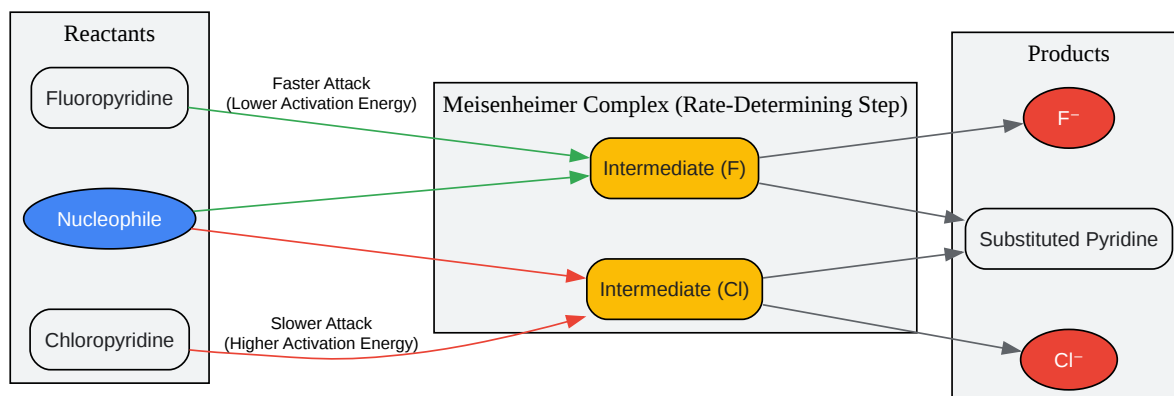 Reactants
Fluoropyridine
Nucleophile
Chloropyridine
Faster Attack
(Lower Activation Energy)
Slower Attack
(Higher Activation Energy)
Meisenheimer Complex (Rate-Determining Step)
Intermediate (F)
Intermediate (Cl)
Products
F⁻
Substituted Pyridine
Cl⁻